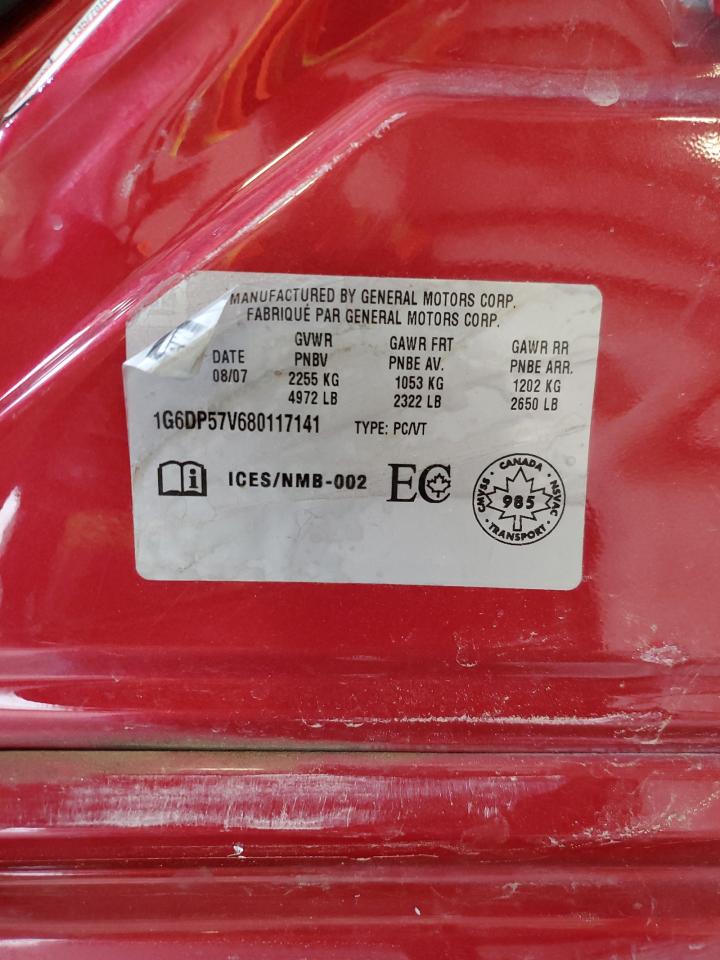 MANUFACTURED BY GENERAL MOTORS CORP.
FABRIQUÉ PAR GENERAL MOTORS CORP.
DATE GVWR GAWR FRT GAWR RR
08/07 PNBV PNBE AV. PNBE ARR.
2255 KG 1053 KG 1202 KG
4972 LB 2322 LB 2650 LB
1G6DP57V680117141 TYPE: PC/VT
i ICES/NMB-002 EC
CANADA
CMVSS 985 NSVAC
TRANSPORT